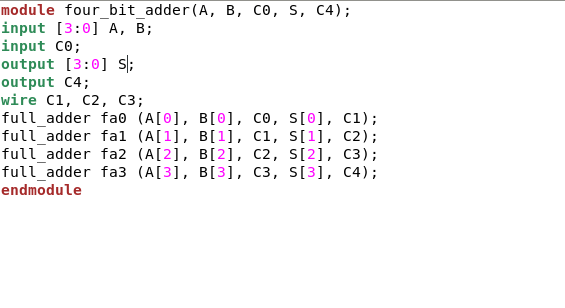 module four_bit_adder(A, B, C0, S, C4);
input [3:0] A, B;
input C0;
output [3:0] S;
output C4;
wire C1, C2, C3;
full_adder fa0 (A[0], B[0], C0, S[0], C1);
full_adder fa1 (A[1], B[1], C1, S[1], C2);
full_adder fa2 (A[2], B[2], C2, S[2], C3);
full_adder fa3 (A[3], B[3], C3, S[3], C4);
endmodule